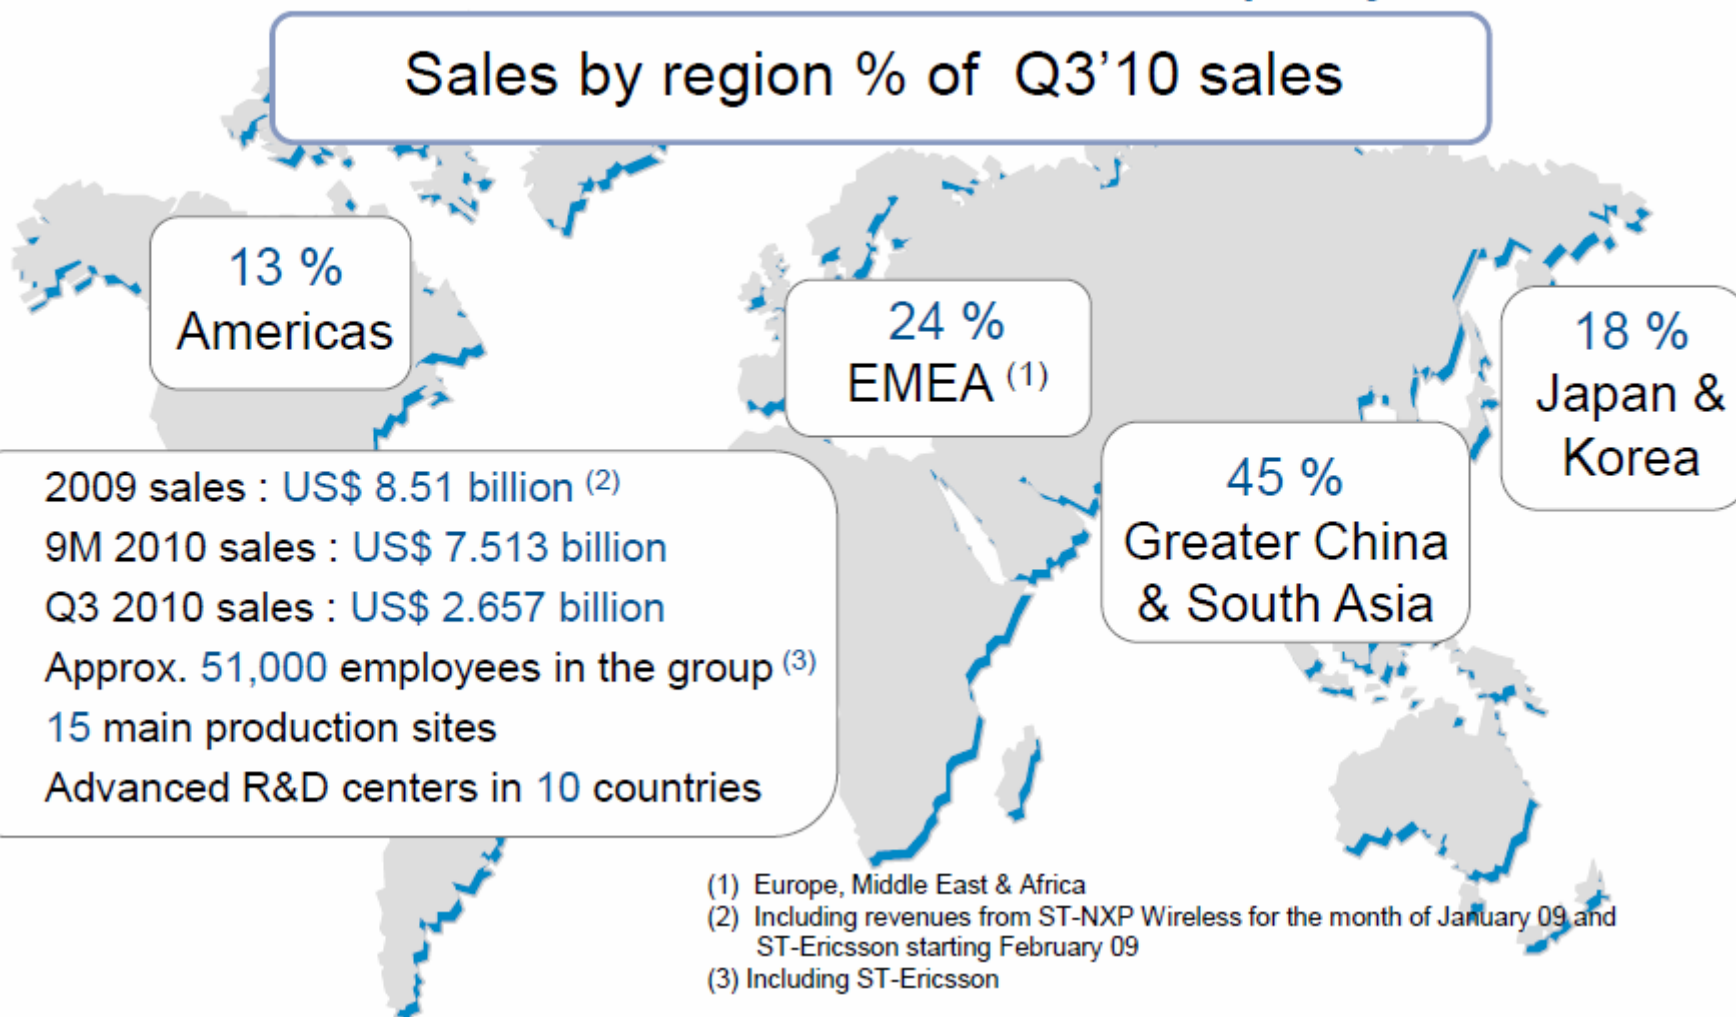 Sales by region % of Q3’10 sales
13 %
Americas
24 %
EMEA (1)
18 %
Japan &
Korea
45 %
Greater China
& South Asia
2009 sales : US$ 8.51 billion (2)
9M 2010 sales : US$ 7.513 billion
Q3 2010 sales : US$ 2.657 billion
Approx. 51,000 employees in the group (3)
15 main production sites
Advanced R&D centers in 10 countries
(1) Europe, Middle East & Africa
(2) Including revenues from ST-NXP Wireless for the month of January 09 and
ST-Ericsson starting February 09
(3) Including ST-Ericsson